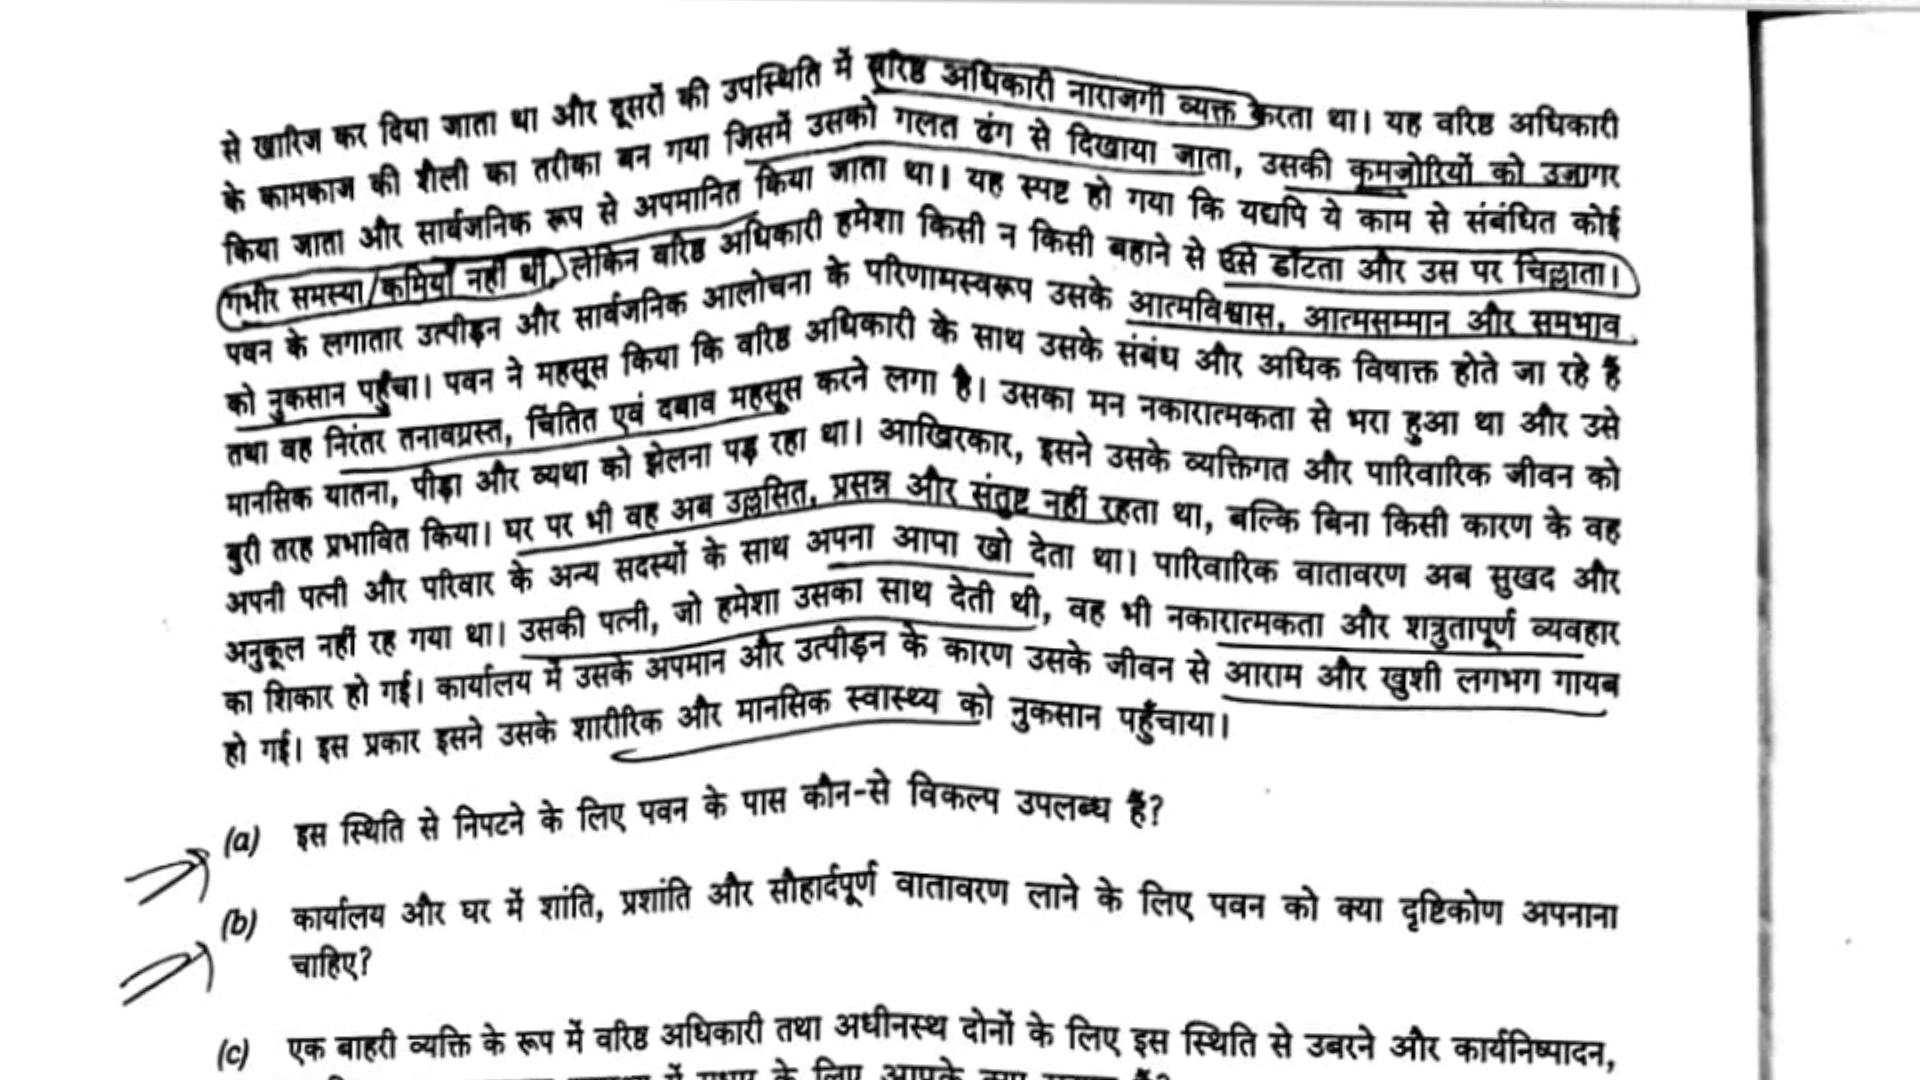 से खारिज कर दिया जाता था और दूसरों की उपस्थिति में वरिष्ठ अधिकारी नाराजगी व्यक्त करता था। यह वरिष्ठ अधिकारी
के कामकाज की शैली का तरीका बन गया जिसमें उसको गलत ढंग से दिखाया जाता, उसकी कमजोरियों को उजागर
किया जाता और सार्वजनिक रूप से अपमानित किया जाता था। यह स्पष्ट हो गया कि यद्यपि ये काम से संबंधित कोई
गंभीर समस्या/कमियाँ नहीं थीं, लेकिन वरिष्ठ अधिकारी हमेशा किसी न किसी बहाने से उसे डाँटता और उस पर चिल्लाता।
पवन के लगातार उत्पीड़न और सार्वजनिक आलोचना के परिणामस्वरूप उसके आत्मविश्वास, आत्मसम्मान और समभाव
को नुकसान पहुँचा। पवन ने महसूस किया कि वरिष्ठ अधिकारी के साथ उसके संबंध और अधिक विषाक्त होते जा रहे हैं
तथा वह निरंतर तनावग्रस्त, चिंतित एवं दबाव महसूस करने लगा है। उसका मन नकारात्मकता से भरा हुआ था और उसे
मानसिक यातना, पीड़ा और व्यथा को झेलना पड़ रहा था। आखिरकार, इसने उसके व्यक्तिगत और पारिवारिक जीवन को
बुरी तरह प्रभावित किया। घर पर भी वह अब उल्लसित, प्रसन्न और संतुष्ट नहीं रहता था, बल्कि बिना किसी कारण के वह
अपनी पत्नी और परिवार के अन्य सदस्यों के साथ अपना आपा खो देता था। पारिवारिक वातावरण अब सुखद और
अनुकूल नहीं रह गया था। उसकी पत्नी, जो हमेशा उसका साथ देती थी, वह भी नकारात्मकता और शत्रुतापूर्ण व्यवहार
का शिकार हो गई। कार्यालय में उसके अपमान और उत्पीड़न के कारण उसके जीवन से आराम और खुशी लगभग गायब
हो गई। इस प्रकार इसने उसके शारीरिक और मानसिक स्वास्थ्य को नुकसान पहुँचाया।
(a) इस स्थिति से निपटने के लिए पवन के पास कौन-से विकल्प उपलब्ध हैं?
(b) कार्यालय और घर में शांति, प्रशांति और सौहार्दपूर्ण वातावरण लाने के लिए पवन को क्या दृष्टिकोण अपनाना
चाहिए?
(c) एक बाहरी व्यक्ति के रूप में वरिष्ठ अधिकारी तथा अधीनस्थ दोनों के लिए इस स्थिति से उबरने और कार्यनिष्पादन,
में सुधार के लिए आपके क्या